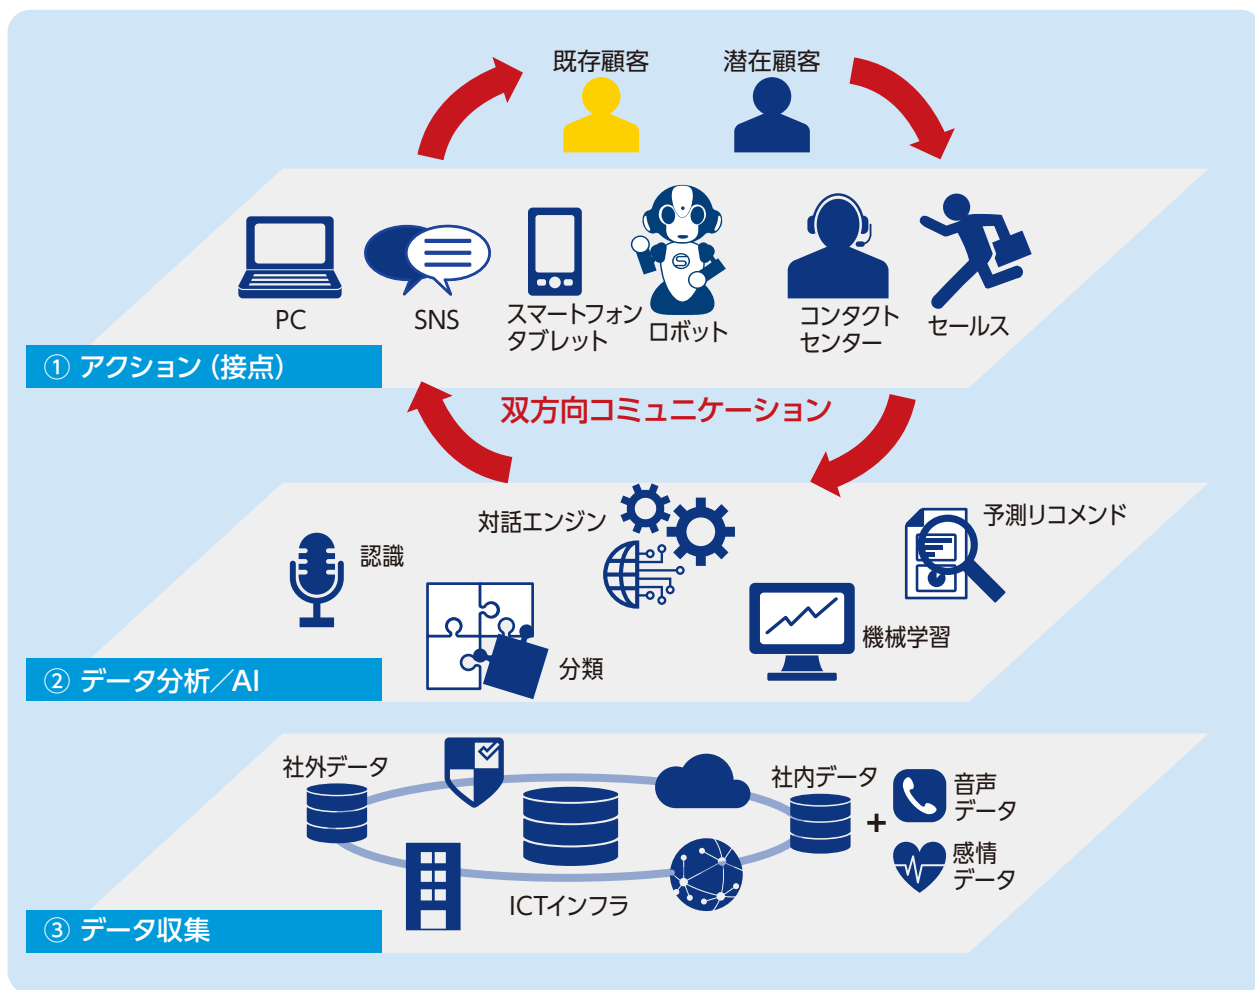 既存顧客
潜在顧客
PC
SNS
スマートフォン
タブレット
ロボット
S
コンタクト
センター
セールス
① アクション（接点）
双方向コミュニケーション
対話エンジン
予測リコメンド
認識
機械学習
分類
② データ分析／AI
社外データ
社内データ
+
音声
データ
感情
データ
ICTインフラ
③ データ収集